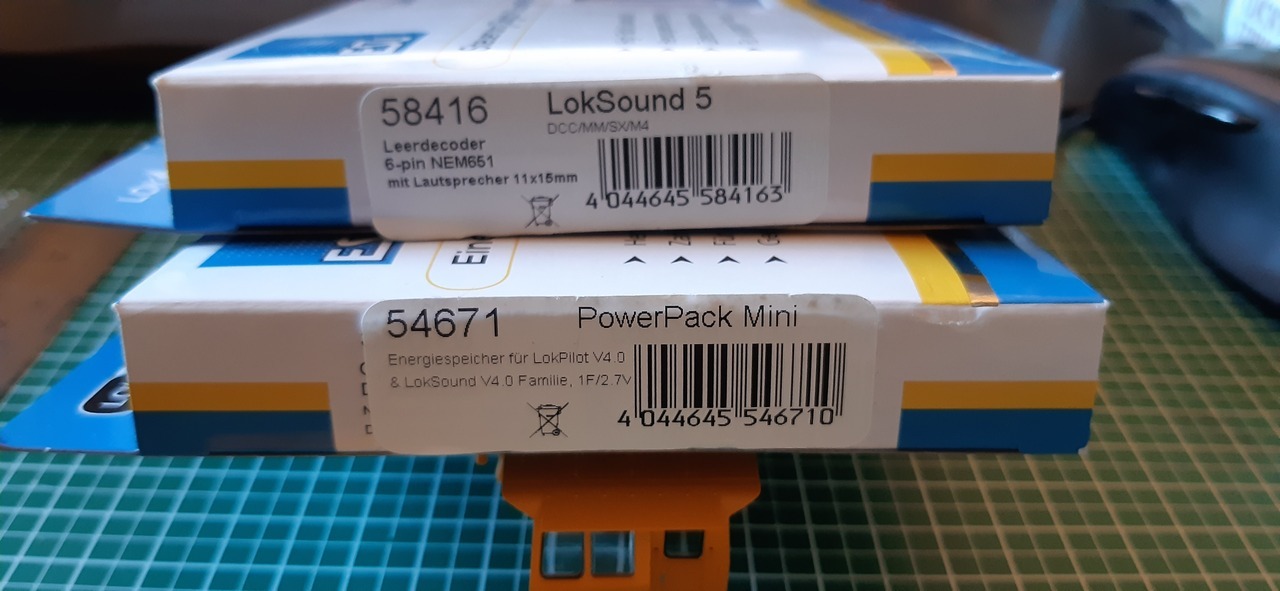 58416 LokSound 5
DCC/MM/SX/M4
Leerdecoder
6-pin NEM651
mit Lautsprecher 11x15mm
4 044645 584163
54671 PowerPack Mini
Energiespeicher für LokPilot V4.0
& LokSound V4.0 Familie, 1F/2.7V
4 044645 546710